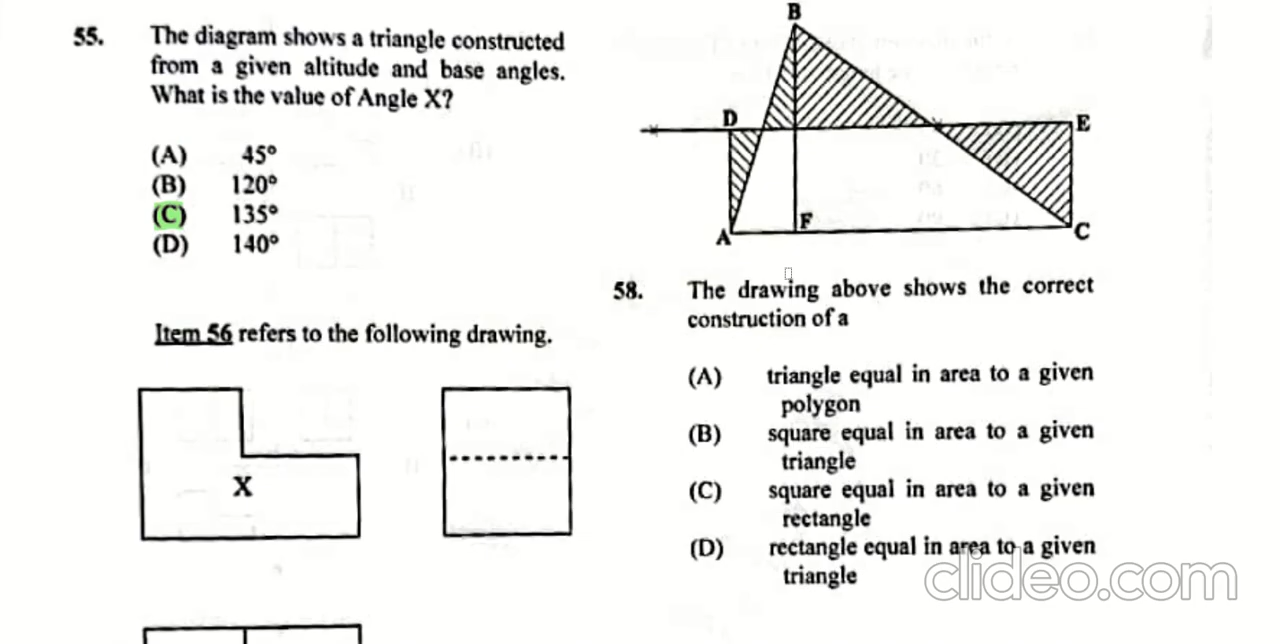 55. The diagram shows a triangle constructed
from a given altitude and base angles.
What is the value of Angle X?
(A) 45°
(B) 120°
(C) 135°
(D) 140°
Item 56 refers to the following drawing.
X
B
D
E
A
F
C
58. The drawing above shows the correct
construction of a
(A) triangle equal in area to a given
polygon
(B) square equal in area to a given
triangle
(C) square equal in area to a given
rectangle
(D) rectangle equal in area to a given
triangle
clideo.com